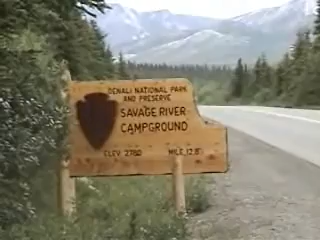 DENALI NATIONAL PARK
AND PRESERVE
SAVAGE RIVER
CAMPGROUND
ELEV. 2780 MILE 12.8